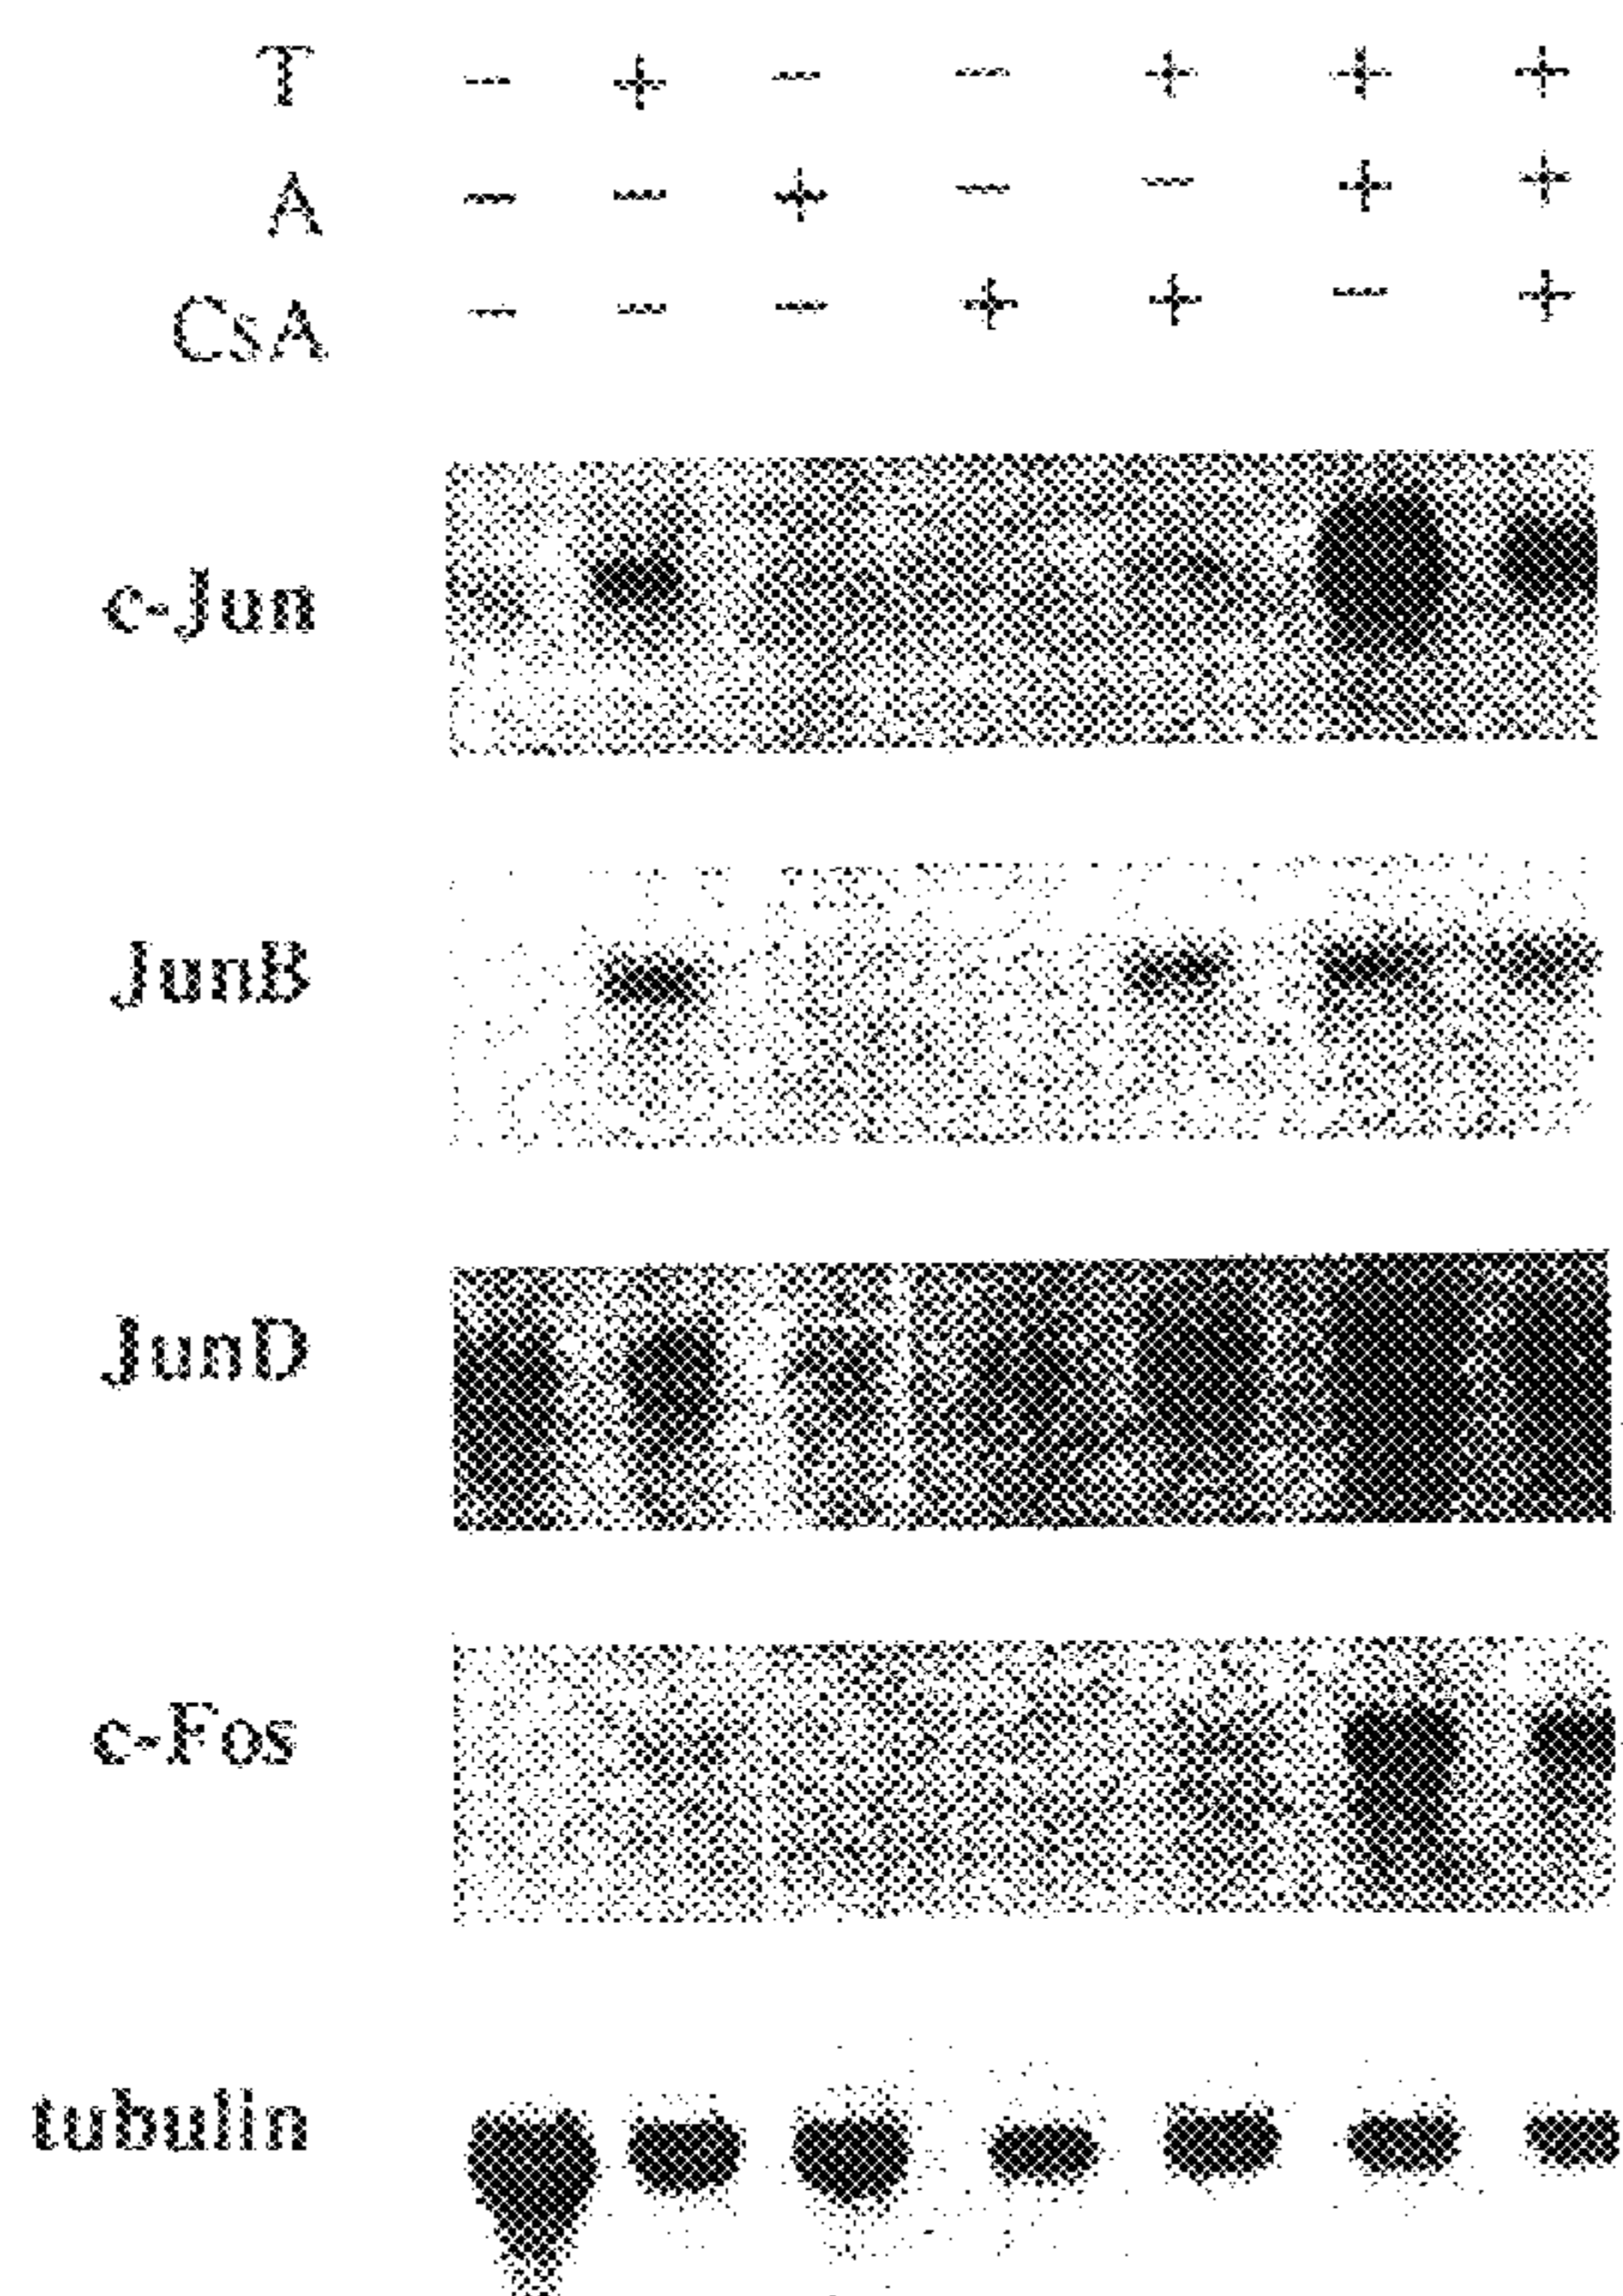 T − + − − + + +
A − − + − − + +
CsA − − − + + − +
c-Jun
JunB
JunD
c-Fos
tubulin